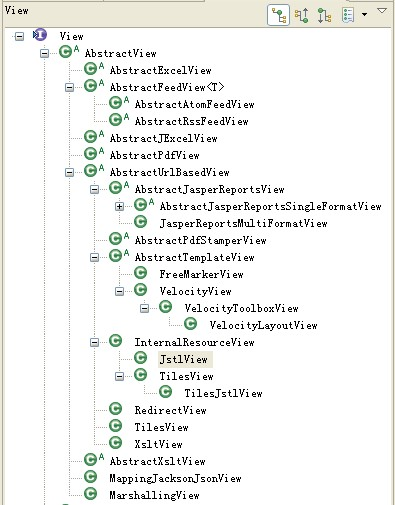 View
View
AbstractView
AbstractExcelView
AbstractFeedView<T>
AbstractAtomFeedView
AbstractRssFeedView
AbstractJExcelView
AbstractPdfView
AbstractUrlBasedView
AbstractJasperReportsView
AbstractJasperReportsSingleFormatView
JasperReportsMultiFormatView
AbstractPdfStamperView
AbstractTemplateView
FreeMarkerView
VelocityView
VelocityToolboxView
VelocityLayoutView
InternalResourceView
JstlView
TilesView
TilesJstlView
RedirectView
TilesView
XsltView
AbstractXsltView
MappingJacksonJsonView
MarshallingView